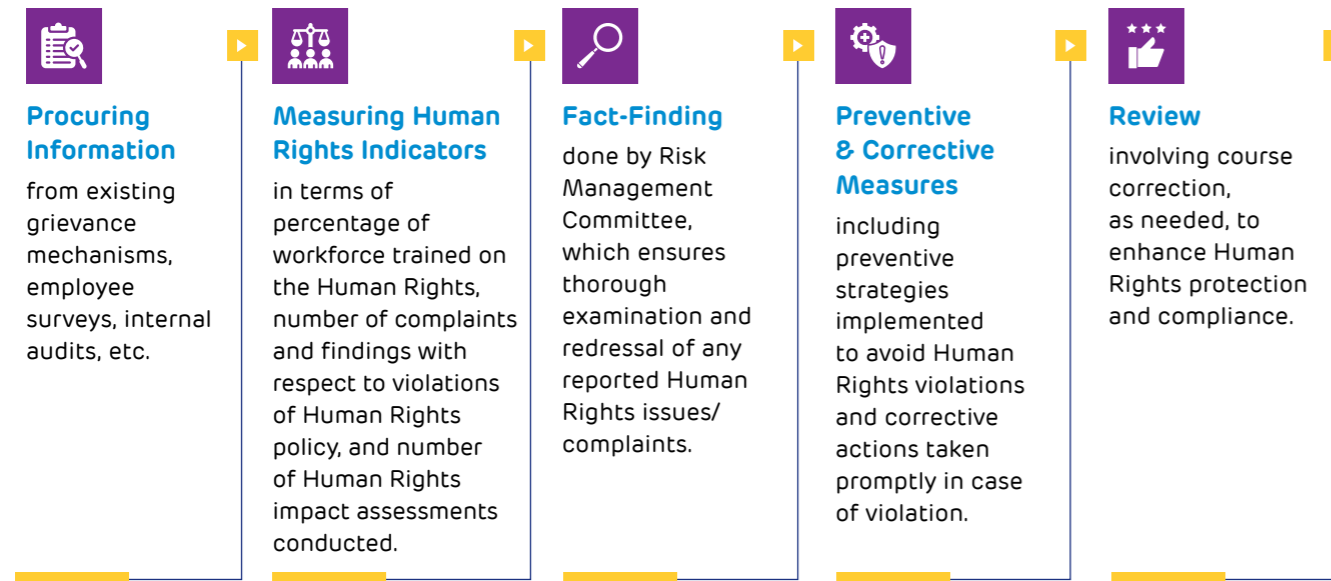 Procuring
Information
from existing
grievance
mechanisms,
employee
surveys, internal
audits, etc.
Measuring Human
Rights Indicators
in terms of
percentage of
workforce trained on
the Human Rights,
number of complaints
and findings with
respect to violations
of Human Rights
policy, and number
of Human Rights
impact assessments
conducted.
Fact-Finding
done by Risk
Management
Committee,
which ensures
thorough
examination and
redressal of any
reported Human
Rights issues/
complaints.
Preventive
& Corrective
Measures
including
preventive
strategies
implemented
to avoid Human
Rights violations
and corrective
actions taken
promptly in case
of violation.
Review
involving course
correction,
as needed, to
enhance Human
Rights protection
and compliance.